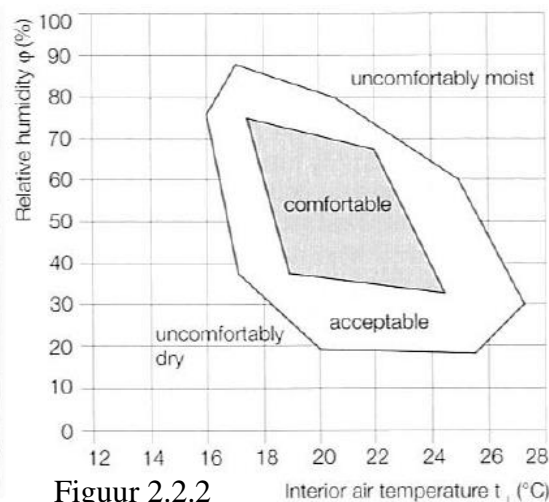 Relative humidity φ (%)
100
90
80
70
60
50
40
30
20
10
0
uncomfortably moist
comfortable
acceptable
uncomfortably
dry
12 14 16 18 20 22 24 26 28
Figuur 2.2.2
Interior air temperature t i (°C)